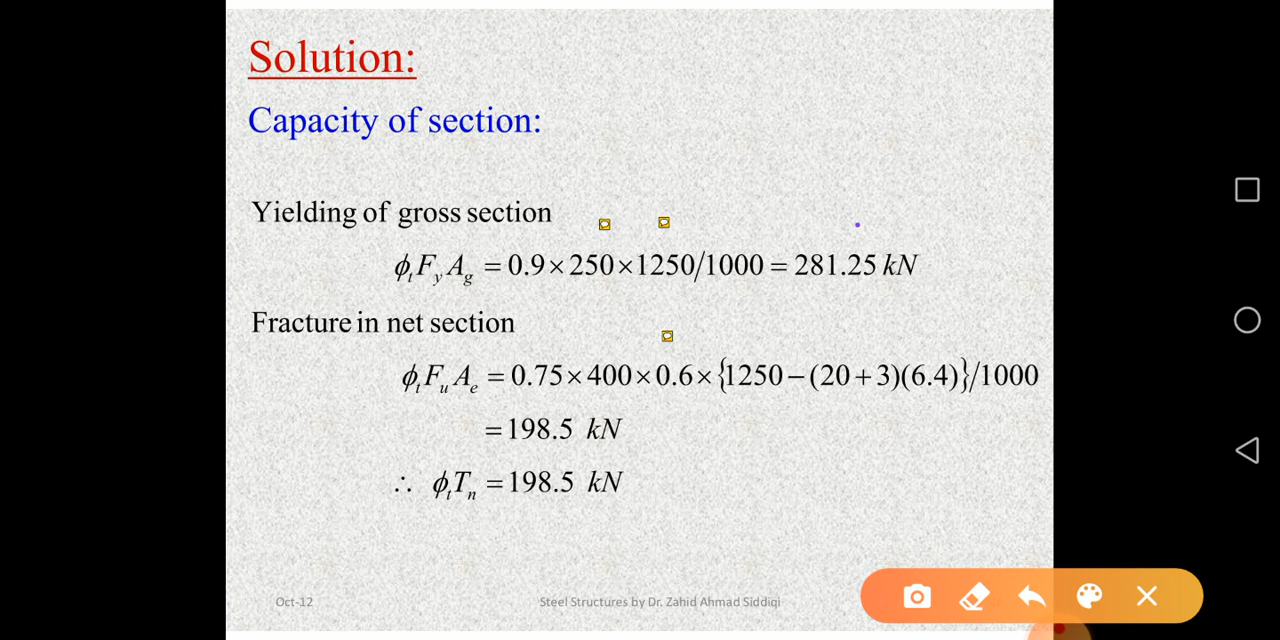 Solution:
Capacity of section:
Yielding of gross section
ϕₜFᵧA_g = 0.9×250×1250/1000 = 281.25 kN
Fracture in net section
ϕₜFᵤAₑ = 0.75×400×0.6×{1250−(20+3)(6.4)}/1000
= 198.5 kN
∴ ϕₜTₙ = 198.5 kN
Oct-12 Steel Structures by Dr. Zahid Ahmad Siddiqi